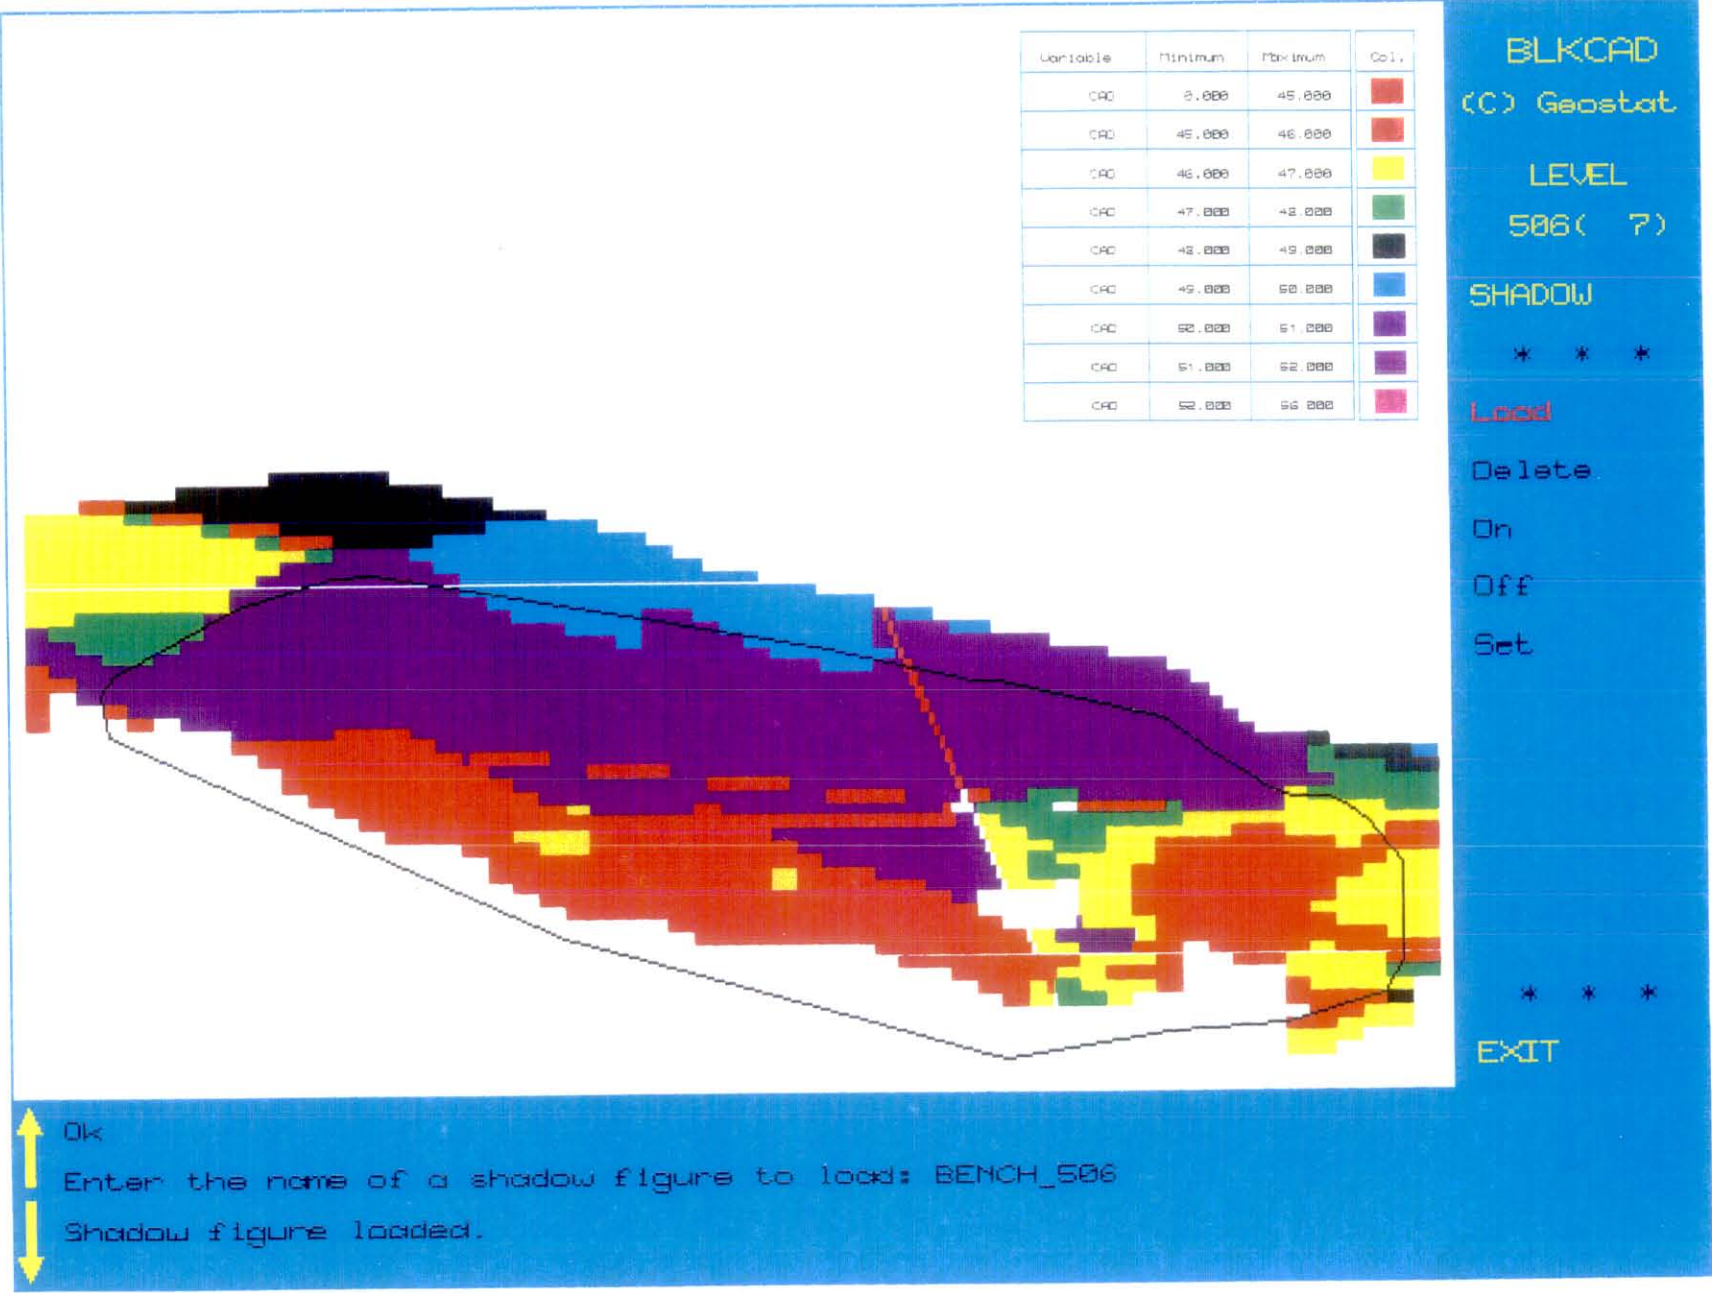 Variable Minimum Maximum Col.
CAO 0.000 45.000
CAO 45.000 46.000
CAO 46.000 47.000
CAO 47.000 48.000
CAO 48.000 49.000
CAO 49.000 50.000
CAO 50.000 51.000
CAO 51.000 52.000
CAO 52.000 56.000
BLKCAD
(C) Geostat
LEVEL
506( 7)
SHADOW
* * *
Load
Delete
On
Off
Set
* * *
EXIT
Ok
Enter the name of a shadow figure to load: BENCH_506
Shadow figure loaded.